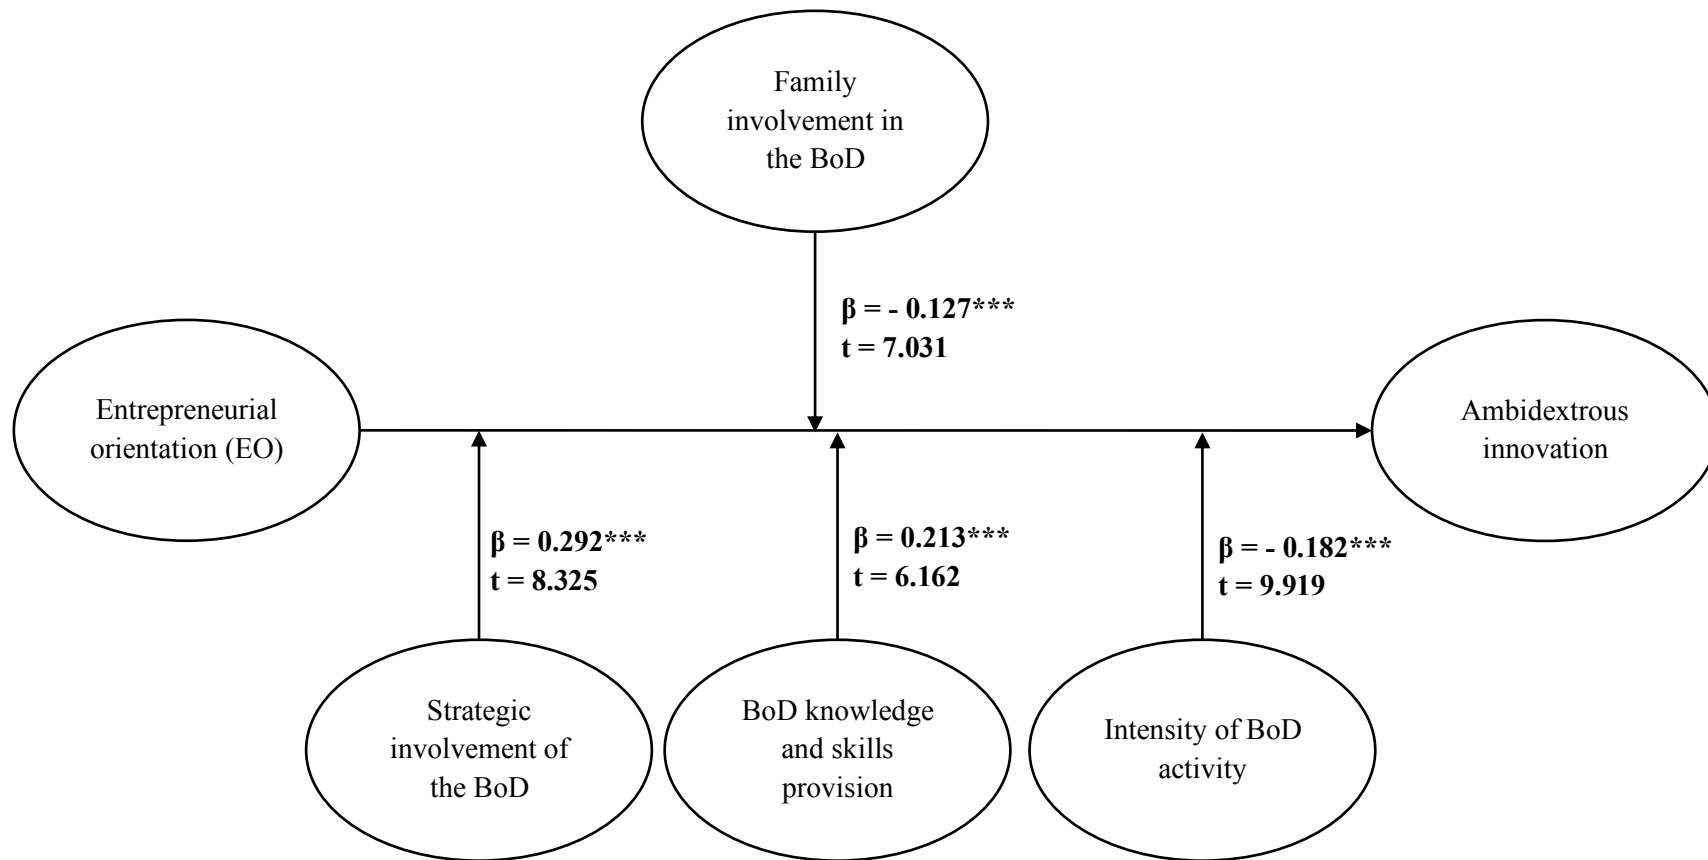 Family
involvement in
the BoD
β = - 0.127***
t = 7.031
Entrepreneurial
orientation (EO)
Ambidextrous
innovation
β = 0.292***
t = 8.325
β = 0.213***
t = 6.162
β = - 0.182***
t = 9.919
Strategic
involvement of
the BoD
BoD knowledge
and skills
provision
Intensity of BoD
activity